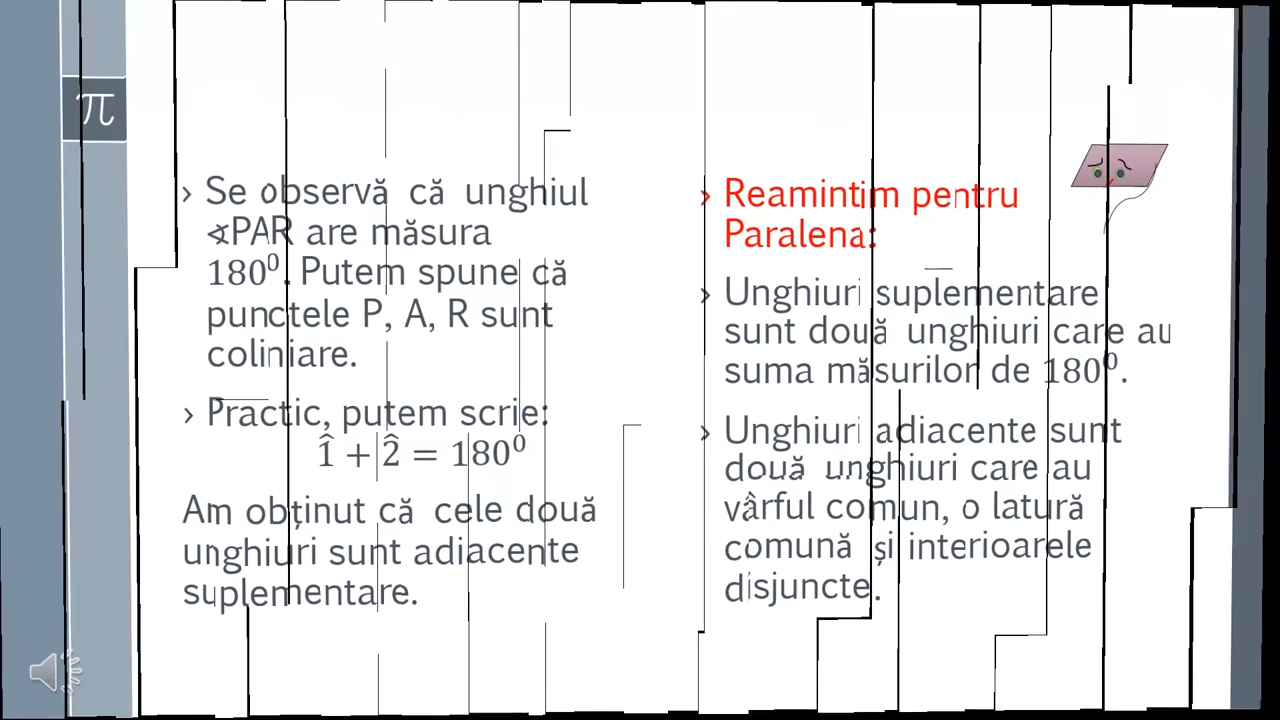 π
› Se observă că unghiul
∢PAR are măsura
180⁰. Putem spune că
punctele P, A, R sunt
coliniare.
› Practic, putem scrie:
1̂ + 2̂ = 180⁰
Am obținut că cele două
unghiuri sunt adiacente
suplementare.
› Reamintim pentru
Paralena:
› Unghiuri suplementare
sunt două unghiuri care au
suma măsurilor de 180⁰.
› Unghiuri adiacente sunt
două unghiuri care au
vârful comun, o latură
comună și interioarele
disjuncte.